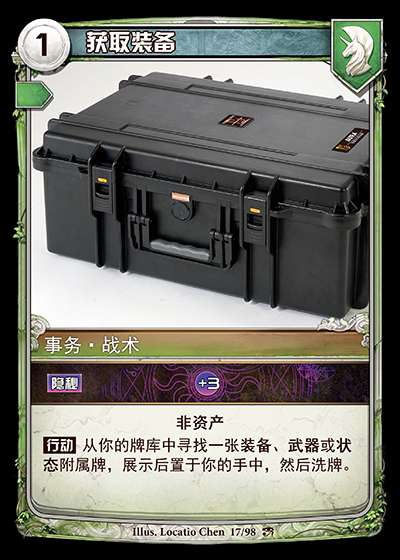 1 获取装备
事务·战术
隐秘 +3
非资产
行动 从你的牌库中寻找一张装备、武器或状
态附属牌，展示后置于你的手中，然后洗牌。
Illus. Locatio Chen 17/98